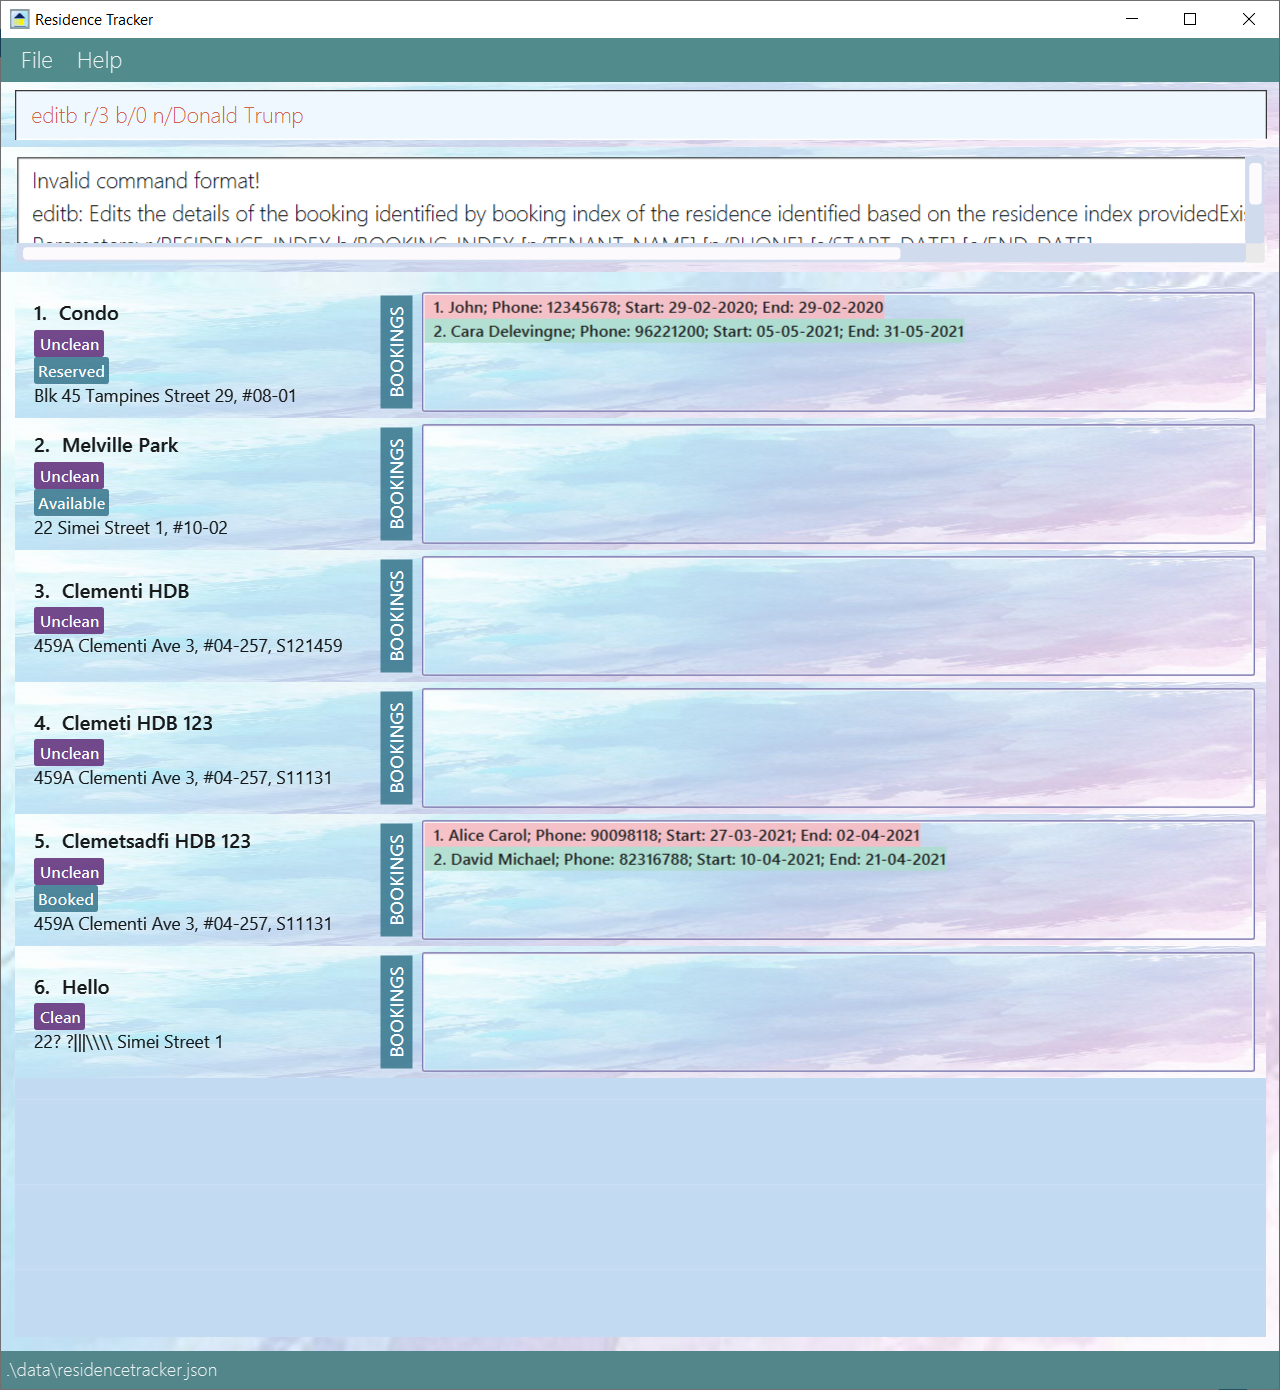 Residence Tracker
File Help
editb r/3 b/0 n/Donald Trump
Invalid command format!
editb: Edits the details of the booking identified by booking index of the residence identified based on the residence index providedExis
Parameters: r/RESIDENCE_INDEX b/BOOKING_INDEX [n/TENANT_NAME] [p/PHONE] [s/START_DATE] [e/END_DATE]
1. Condo
Unclean
Reserved
Blk 45 Tampines Street 29, #08-01
BOOKINGS
1. John; Phone: 12345678; Start: 29-02-2020; End: 29-02-2020
2. Cara Delevingne; Phone: 96221200; Start: 05-05-2021; End: 31-05-2021
2. Melville Park
Unclean
Available
22 Simei Street 1, #10-02
BOOKINGS
3. Clementi HDB
Unclean
459A Clementi Ave 3, #04-257, S121459
BOOKINGS
4. Clemeti HDB 123
Unclean
459A Clementi Ave 3, #04-257, S11131
BOOKINGS
5. Clemetsadfi HDB 123
Unclean
Booked
459A Clementi Ave 3, #04-257, S11131
BOOKINGS
1. Alice Carol; Phone: 90098118; Start: 27-03-2021; End: 02-04-2021
2. David Michael; Phone: 82316788; Start: 10-04-2021; End: 21-04-2021
6. Hello
Clean
22? ?|||\\\\ Simei Street 1
BOOKINGS
.\data\residencetracker.json